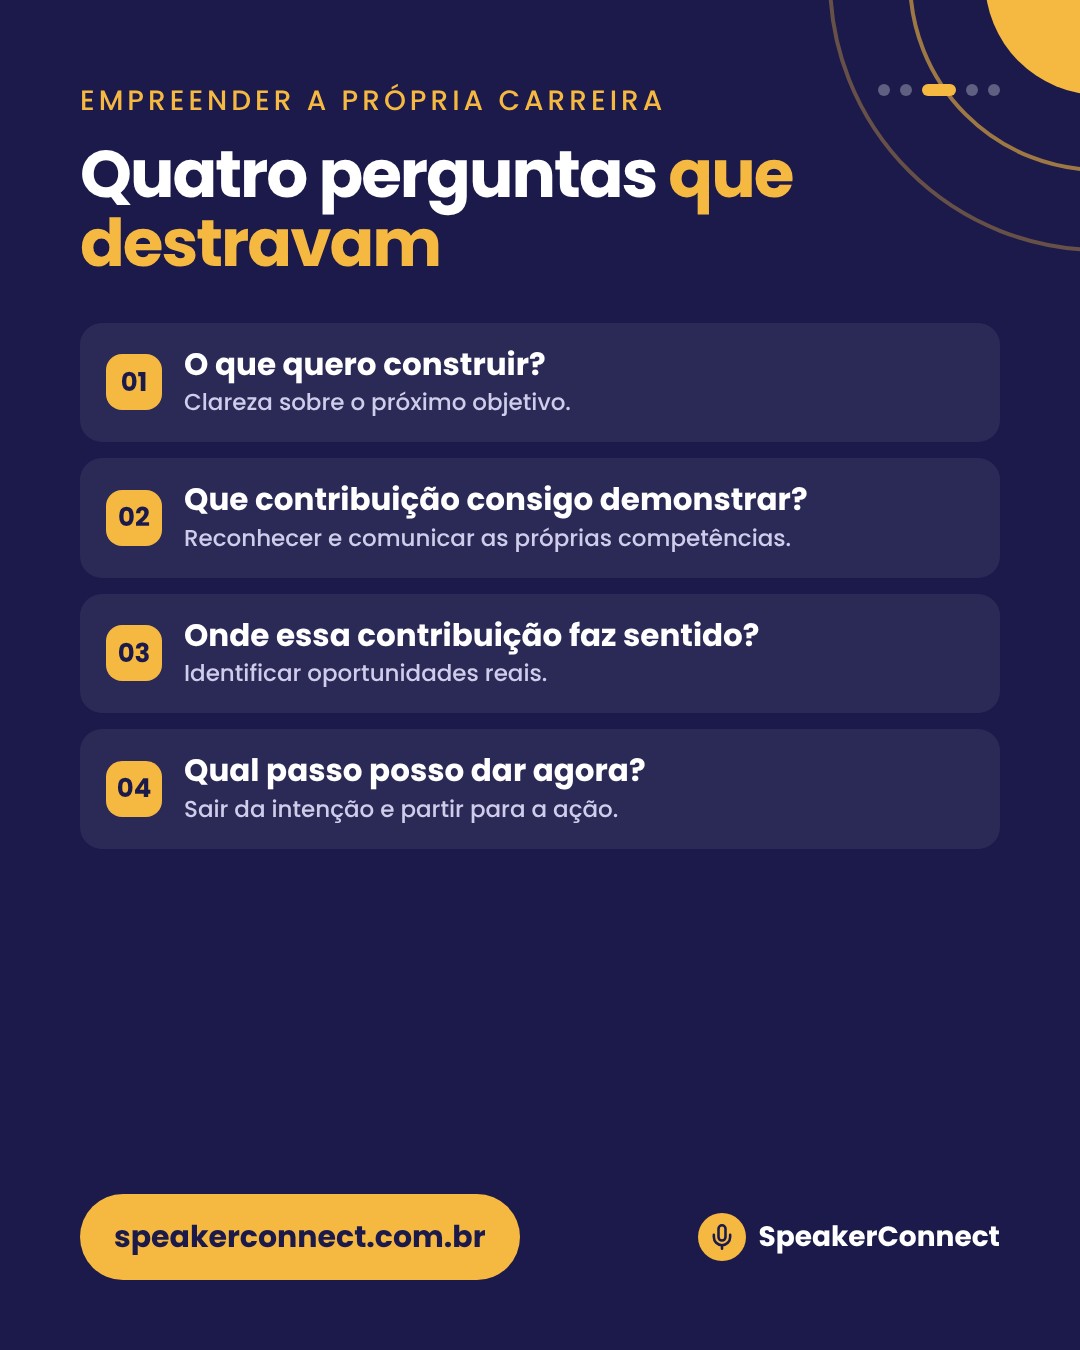 EMPREENDER A PRÓPRIA CARREIRA
Quatro perguntas que
destravam
01
O que quero construir?
Clareza sobre o próximo objetivo.
02
Que contribuição consigo demonstrar?
Reconhecer e comunicar as próprias competências.
03
Onde essa contribuição faz sentido?
Identificar oportunidades reais.
04
Qual passo posso dar agora?
Sair da intenção e partir para a ação.
speakerconnect.com.br
SpeakerConnect